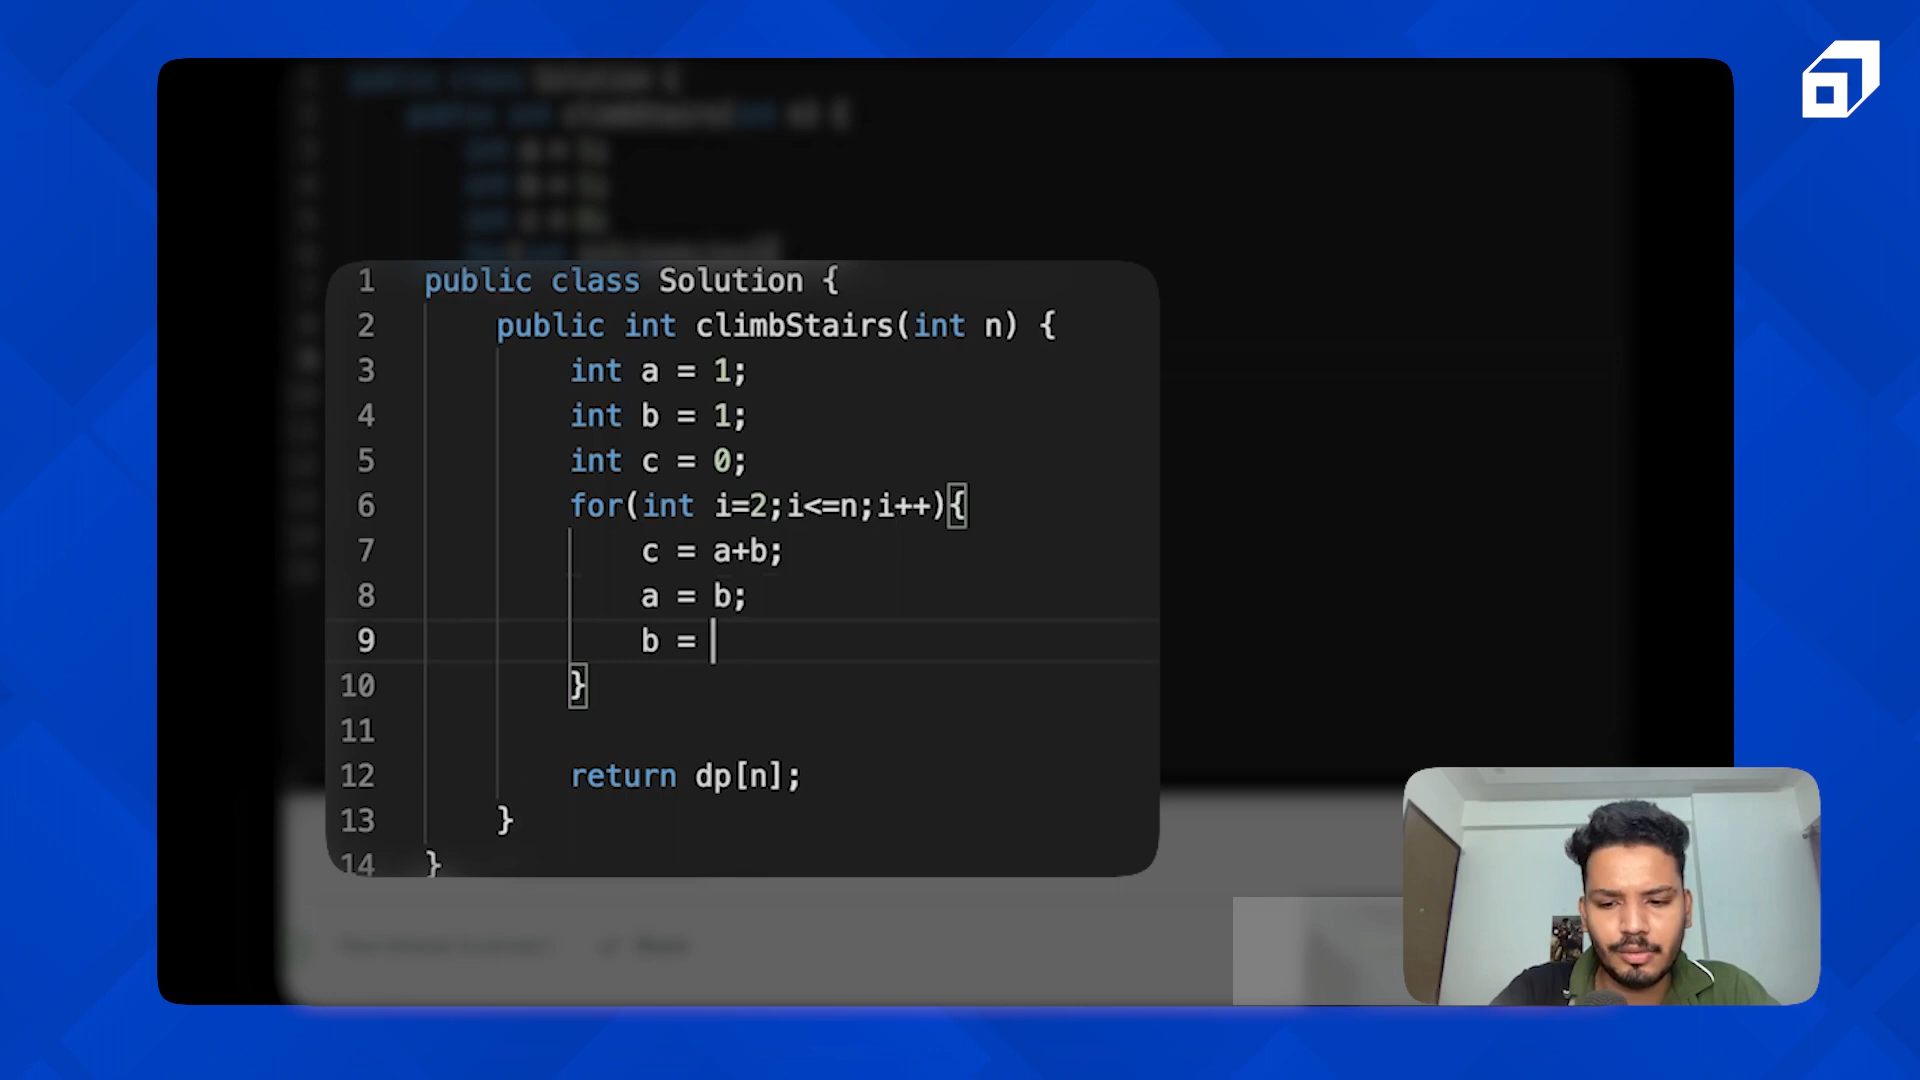 1 public class Solution {
2 public int climbStairs(int n) {
3 int a = 1;
4 int b = 1;
5 int c = 0;
6 for(int i=2;i<=n;i++){
7 c = a+b;
8 a = b;
9 b =
10 }
11
12 return dp[n];
13 }
14 }